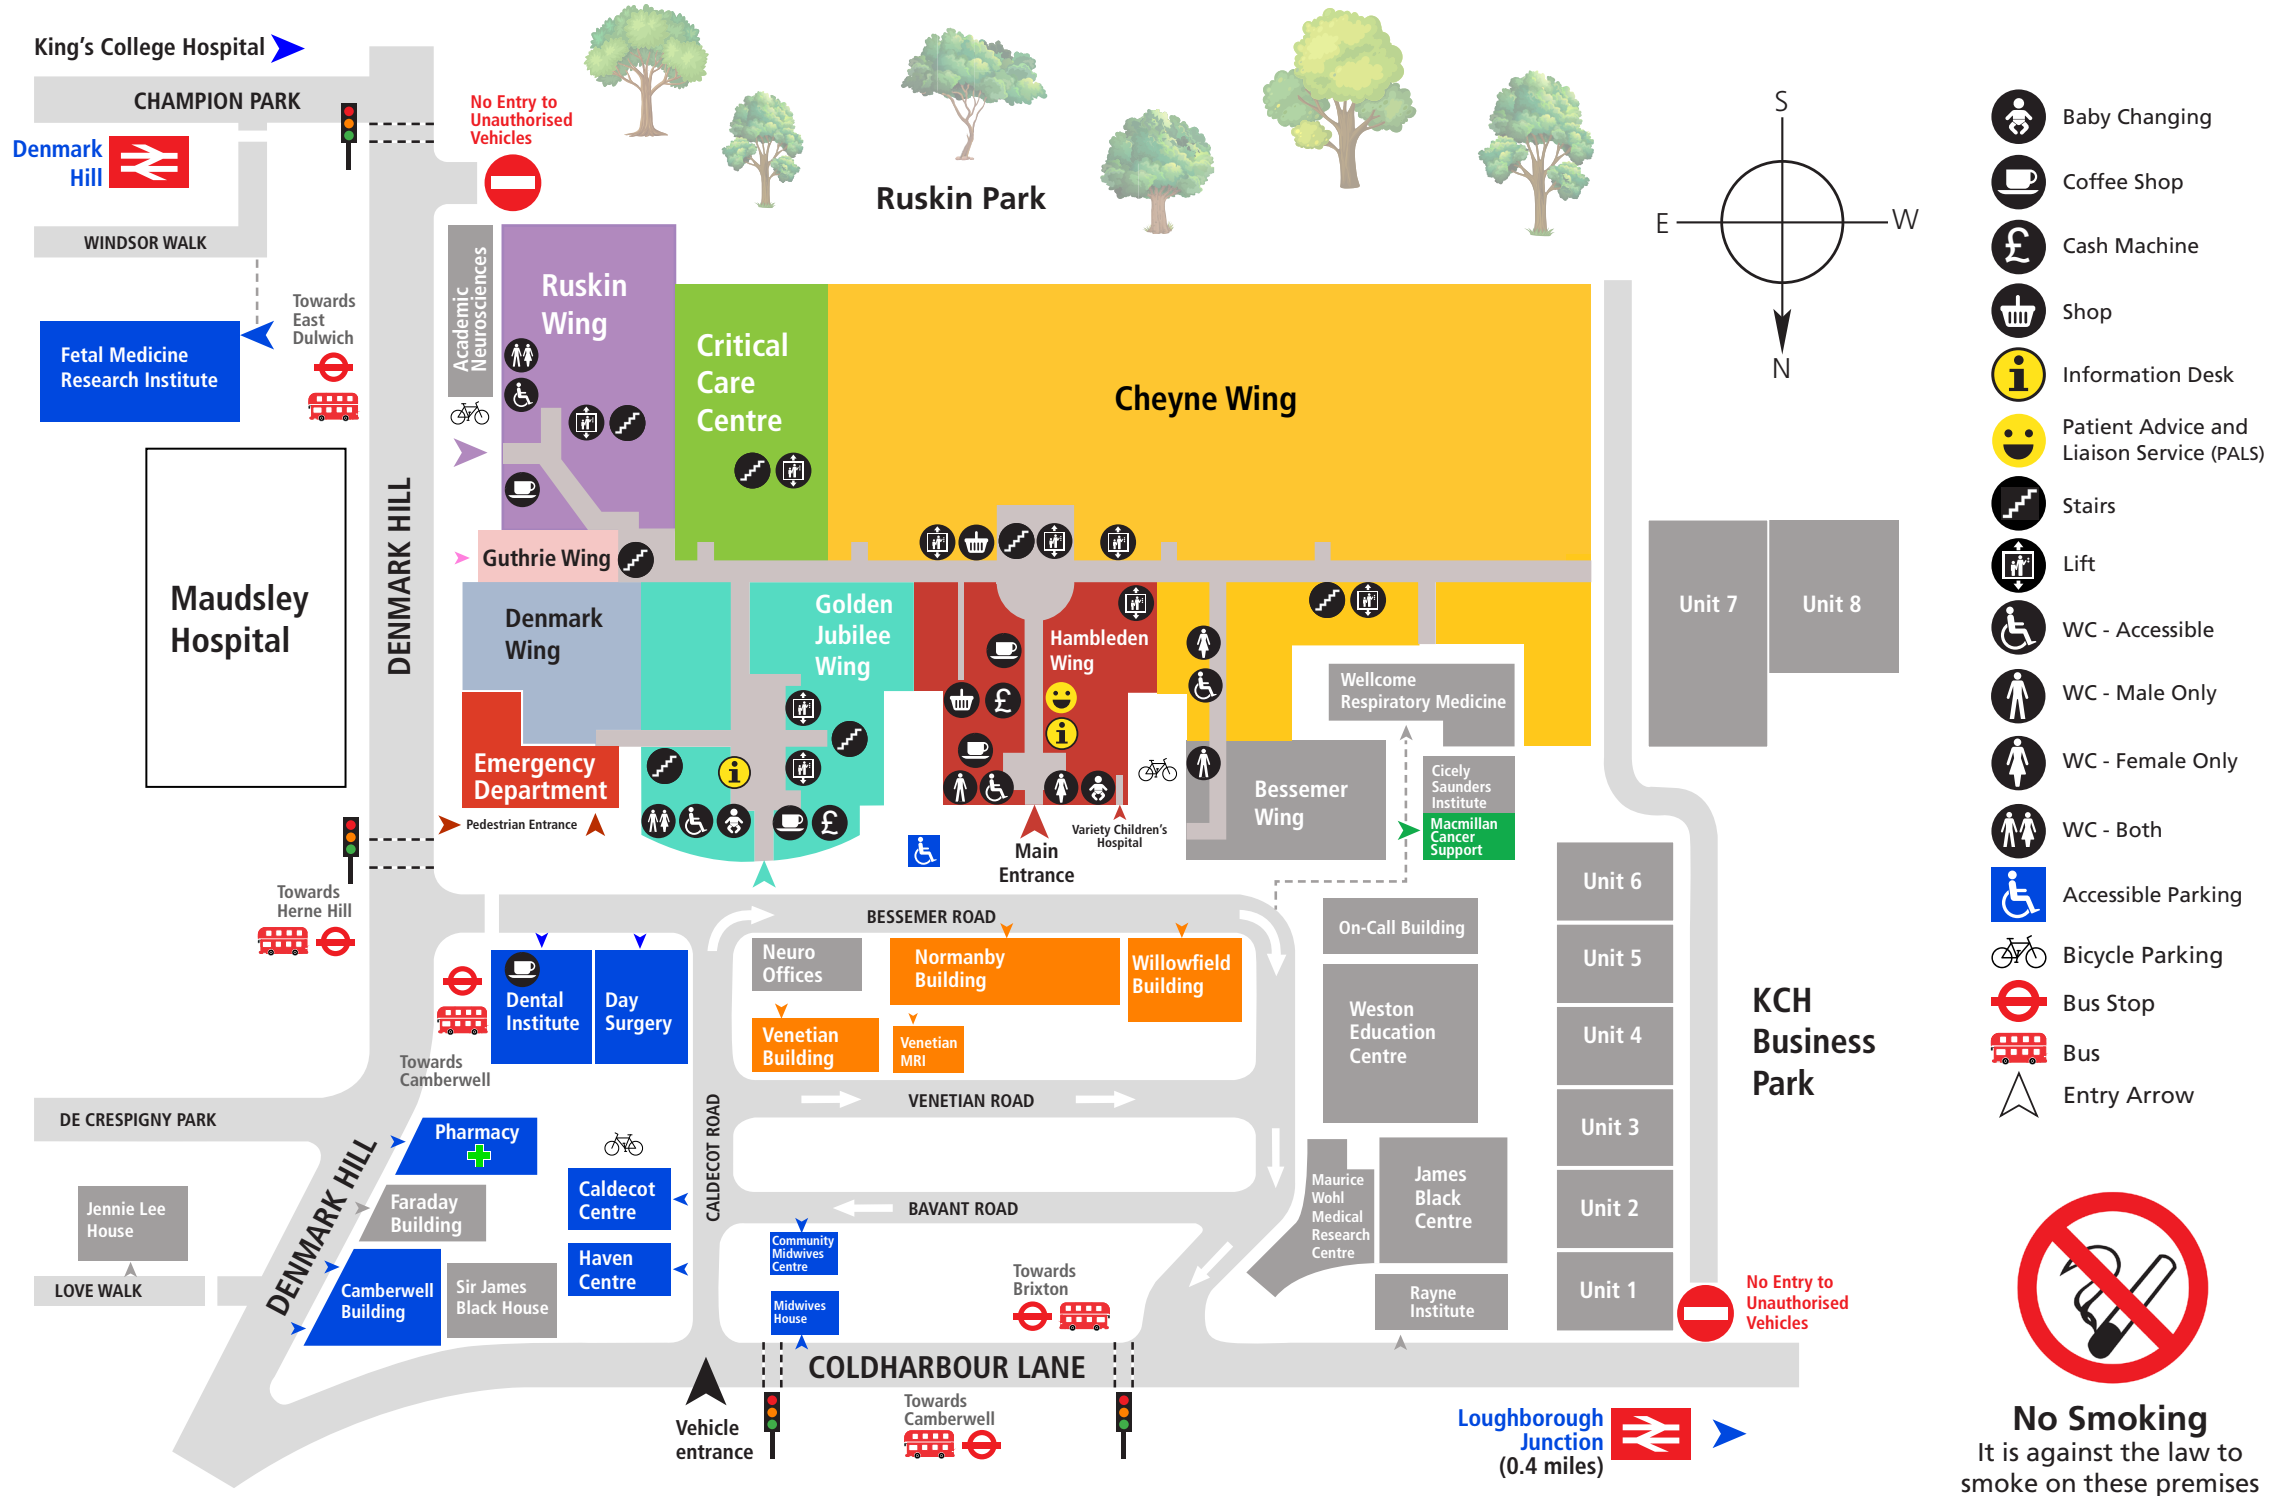 King's College Hospital
CHAMPION PARK
Denmark
Hill
WINDSOR WALK
No Entry to
Unauthorised
Vehicles
Ruskin Park
S
E
W
N
Fetal Medicine
Research Institute
Towards
East
Dulwich
Academic
Neurosciences
Ruskin
Wing
Critical
Care
Centre
Cheyne Wing
DENMARK HILL
Maudsley
Hospital
Guthrie Wing
Denmark
Wing
Golden
Jubilee
Wing
Hambleden
Wing
Emergency
Department
Pedestrian Entrance
£
i
£
i
Main
Entrance
Variety Children's
Hospital
Bessemer
Wing
Wellcome
Respiratory Medicine
Cicely
Saunders
Institute
Macmillan
Cancer
Support
Unit 7
Unit 8
Towards
Herne Hill
BESSEMER ROAD
Dental
Institute
Day
Surgery
Towards
Camberwell
Neuro
Offices
Normanby
Building
Willowfield
Building
Venetian
Building
Venetian
MRI
On-Call Building
Weston
Education
Centre
Unit 6
Unit 5
Unit 4
Unit 3
Unit 2
Unit 1
KCH
Business
Park
DE CRESPIGNY PARK
VENETIAN ROAD
CALDECOT ROAD
BAVANT ROAD
DENMARK HILL
Pharmacy
Faraday
Building
Jennie Lee
House
LOVE WALK
Camberwell
Building
Sir James
Black House
Caldecot
Centre
Haven
Centre
Community
Midwives
Centre
Midwives
House
Towards
Brixton
Maurice
Wohl
Medical
Research
Centre
James
Black
Centre
Rayne
Institute
No Entry to
Unauthorised
Vehicles
COLDHARBOUR LANE
Vehicle
entrance
Towards
Camberwell
Loughborough
Junction
(0.4 miles)
Baby Changing
Coffee Shop
£
Cash Machine
Shop
i
Information Desk
Patient Advice and
Liaison Service (PALS)
Stairs
Lift
WC - Accessible
WC - Male Only
WC - Female Only
WC - Both
Accessible Parking
Bicycle Parking
Bus Stop
Bus
Entry Arrow
No Smoking
It is against the law to
smoke on these premises